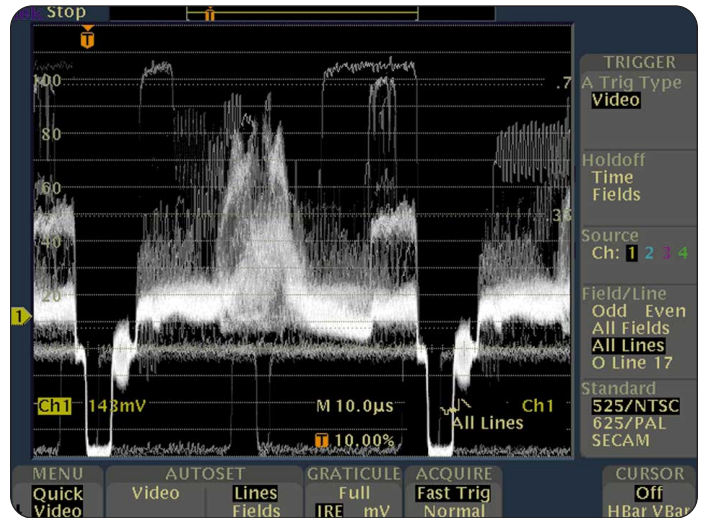 Stop
T
T
100
.7
80
60
.35
40
20
1
Ch1 143mV
M 10.0µs
All Lines
Ch1
T 10.00%
TRIGGER
A Trig Type
Video
Holdoff
Time
Fields
Source
Ch: 1 2 3 4
Field/Line
Odd Even
All Fields
All Lines
O Line 17
Standard
525/NTSC
625/PAL
SECAM
MENU
Quick
Video
AUTOSET
Video
Lines
Fields
GRATICULE
Full
IRE mV
ACQUIRE
Fast Trig
Normal
CURSOR
Off
HBar VBar